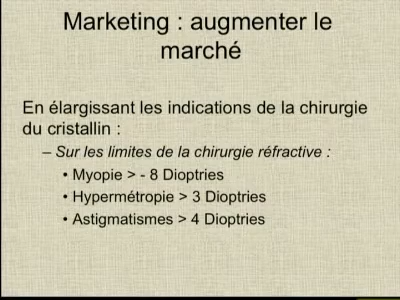 Marketing : augmenter le
marché
En élargissant les indications de la chirurgie
du cristallin :
– Sur les limites de la chirurgie réfractive :
• Myopie > - 8 Dioptries
• Hypermétropie > 3 Dioptries
• Astigmatismes > 4 Dioptries